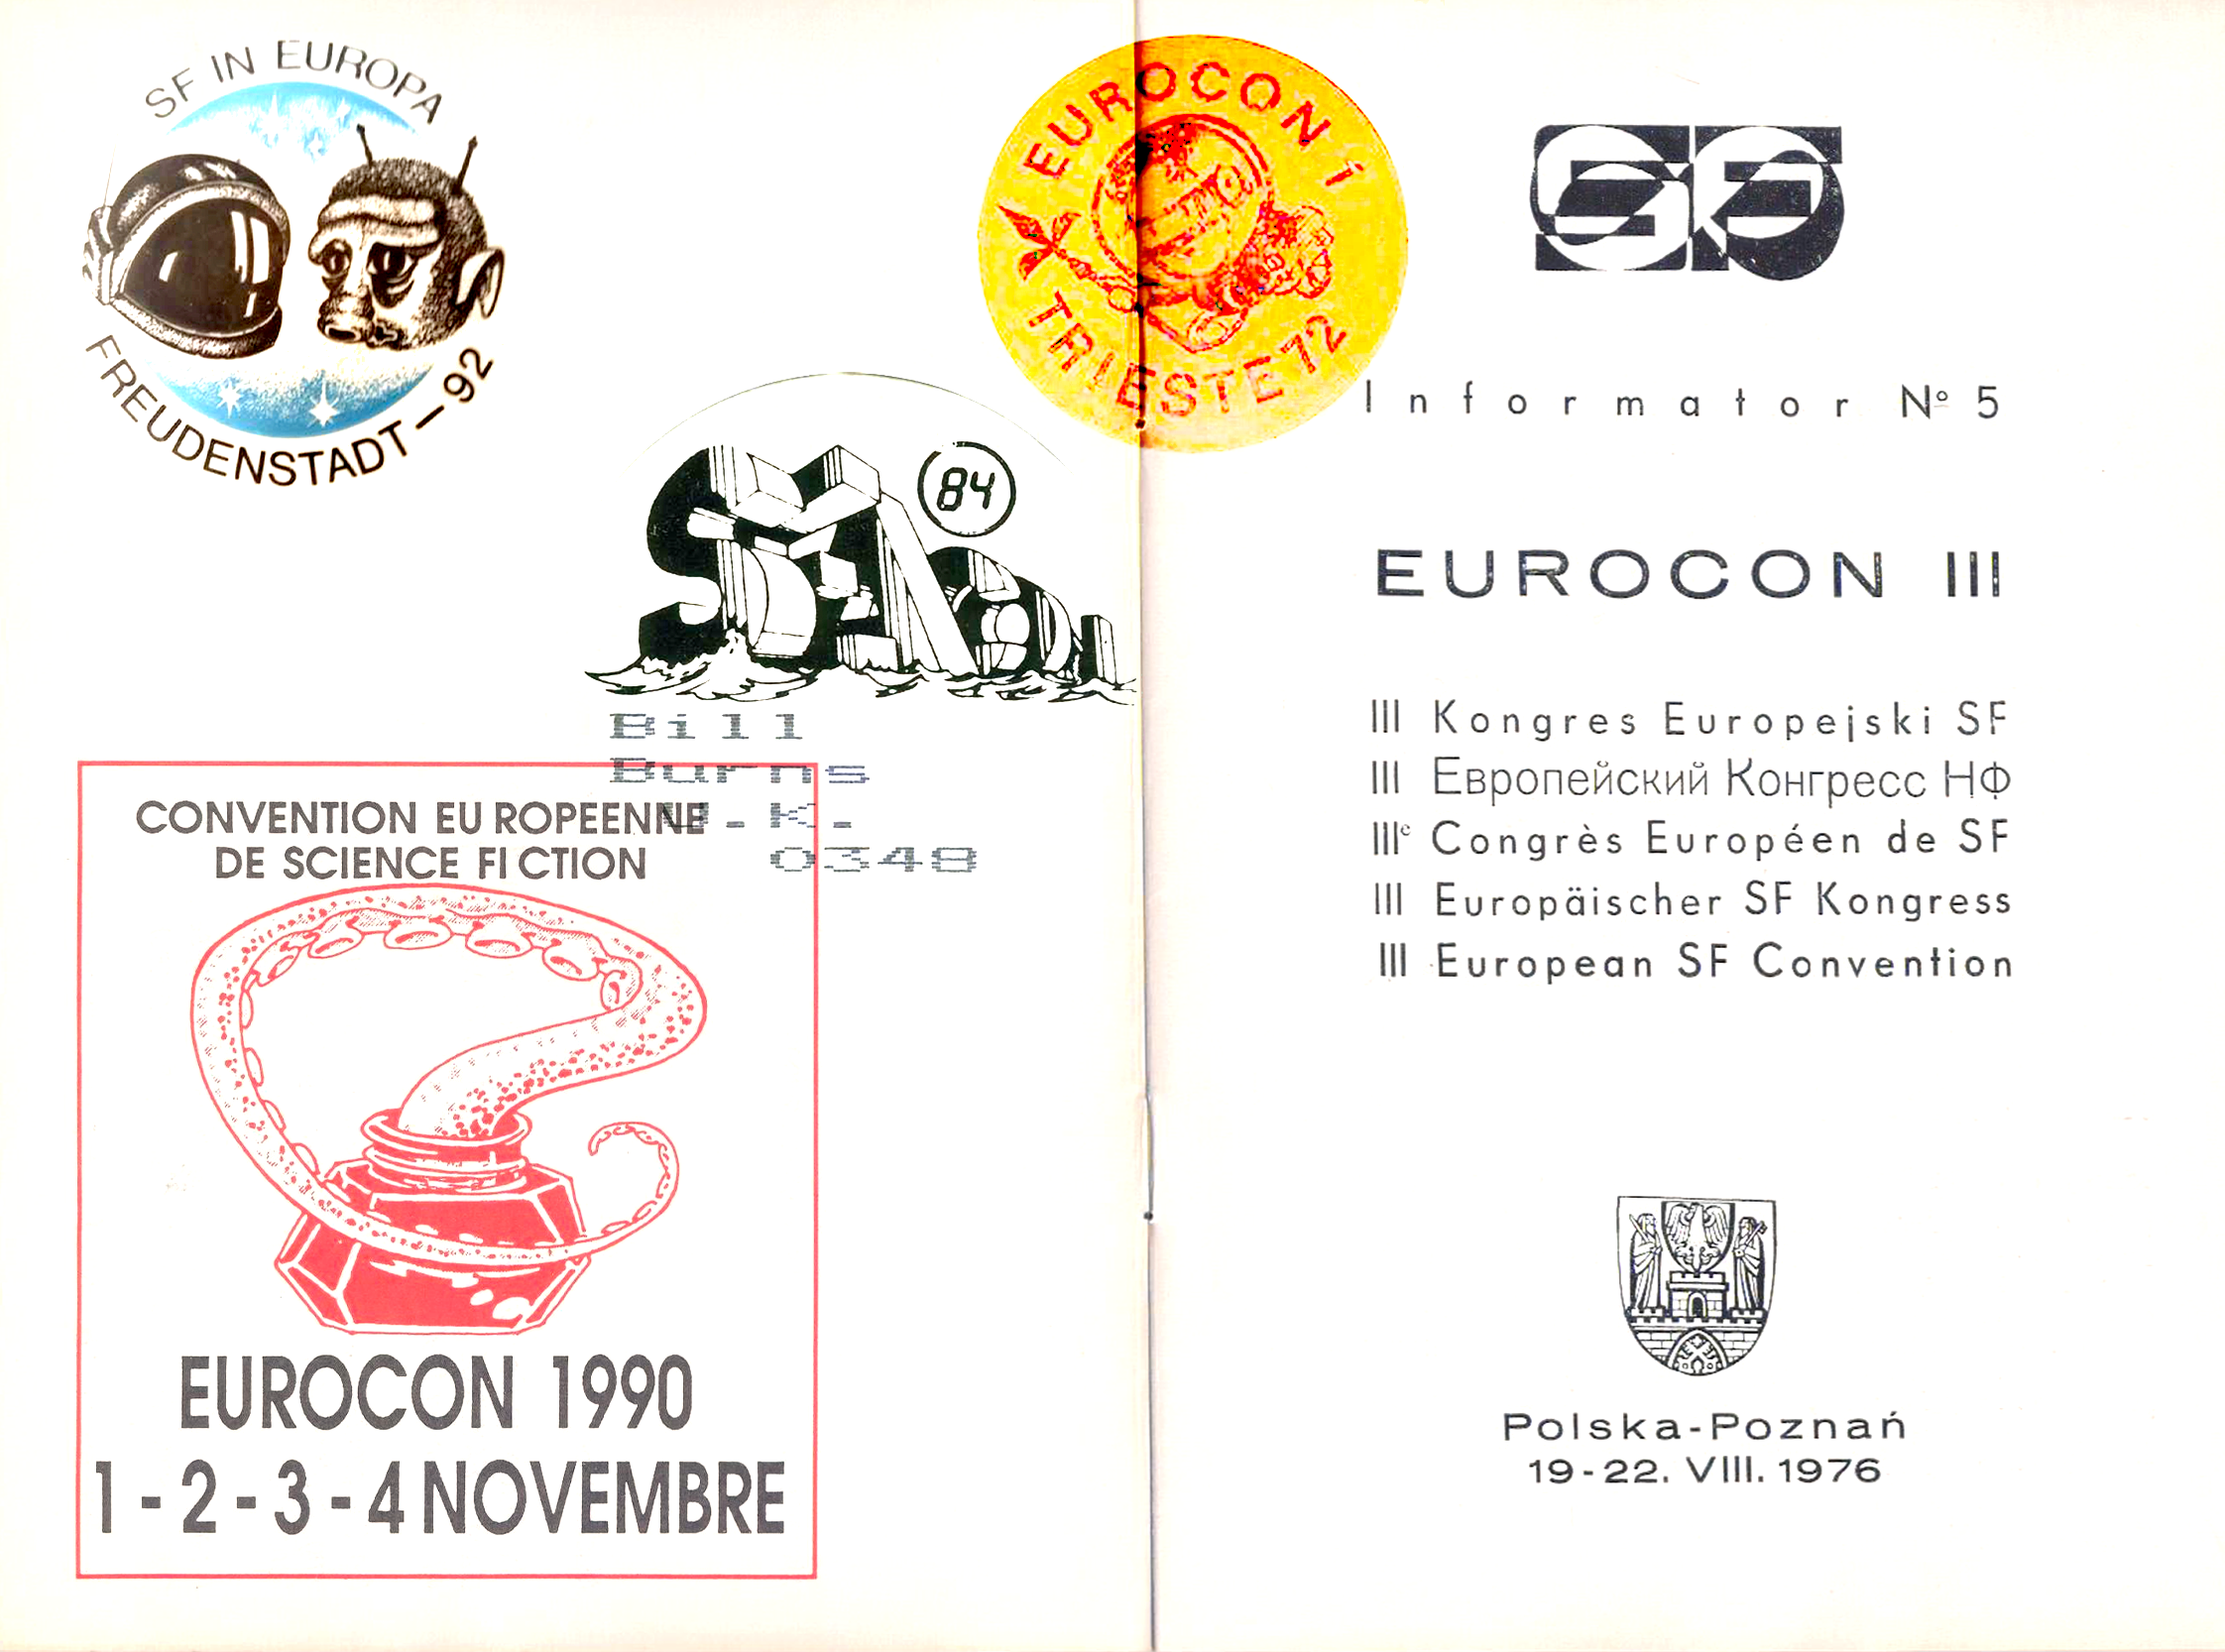 SF IN EUROPA
FREUDENSTADT-92
EUROCON 1
TRIESTE 72
84
SEACon
Bill
Burns
U.K.
0348
CONVENTION EUROPEENNE
DE SCIENCE FICTION
EUROCON 1990
1-2-3-4 NOVEMBRE
SF
Informator Nº 5
EUROCON III
III Kongres Europejski SF
III Европейский Конгресс НФ
IIIe Congrès Européen de SF
III Europäischer SF Kongress
III European SF Convention
Polska-Poznań
19-22. VIII. 1976